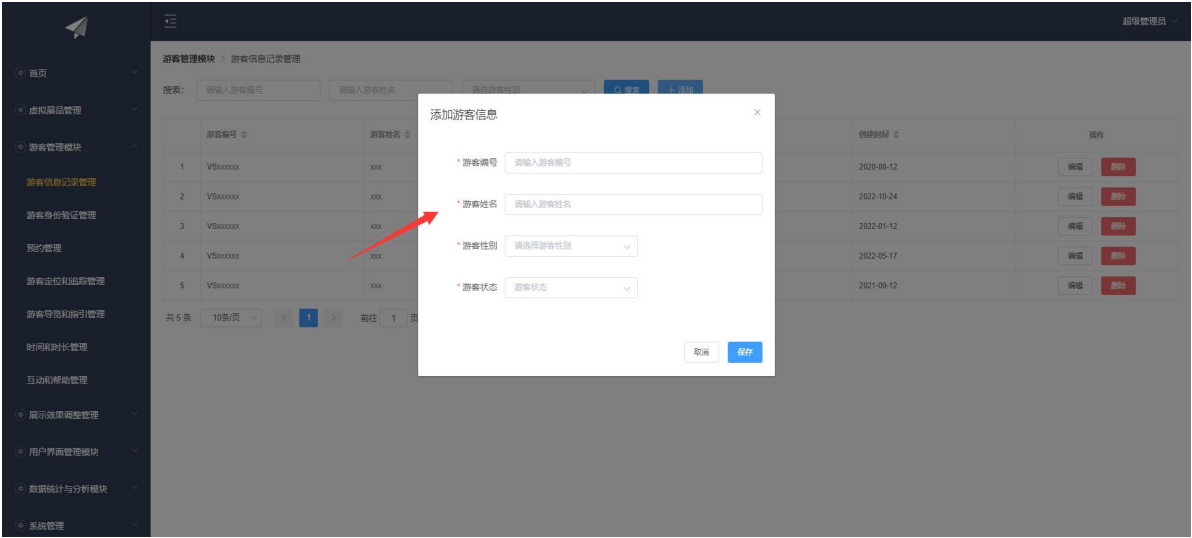 超级管理员
首页
虚拟展品管理
游客管理模块
游客信息记录管理
游客身份验证管理
预约管理
游客定位和追踪管理
游客导览和指引管理
时间和时长管理
互动和帮助管理
展示效果调整管理
用户界面管理模块
数据统计与分析模块
系统管理
游客管理模块 > 游客信息记录管理
搜索: 请输入游客编号 请输入游客姓名 请选择游客性别 搜索 + 添加
游客编号 游客姓名 创建时间 操作
1 VSxxxxxx xxx 2020-08-12 编辑 删除
2 VSxxxxxx xxx 2022-10-24 编辑 删除
3 VSxxxxxx xxx 2022-01-12 编辑 删除
4 VSxxxxxx xxx 2022-05-17 编辑 删除
5 VSxxxxxx xxx 2021-09-12 编辑 删除
共 5 条 10条/页 < 1 > 前往 1 页
添加游客信息 ×
* 游客编号 请输入游客编号
* 游客姓名 请输入游客姓名
* 游客性别 请选择游客性别
* 游客状态 游客状态
取消 保存